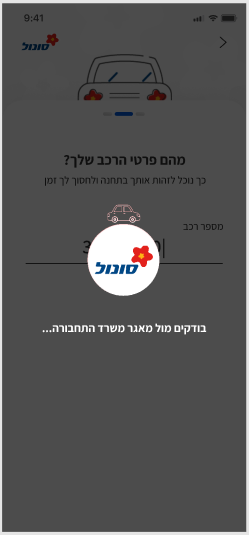 9:41
סונול
מהם פרטי הרכב שלך?
כך נוכל לזהות אותך בתחנה ולחסוך לך זמן
מספר רכב
סונול
בודקים מול מאגר משרד התחבורה...